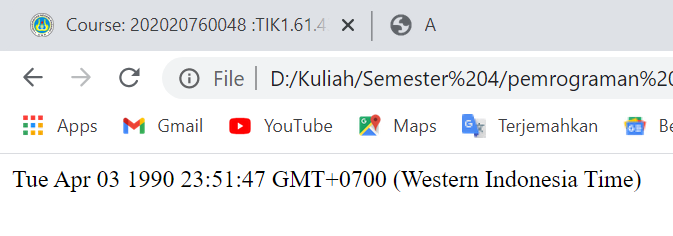 Course: 202020760048 :TIK1.61.4
A
File
D:/Kuliah/Semester%204/pemrograman%20
Apps
Gmail
YouTube
Maps
Terjemahkan
Be
Tue Apr 03 1990 23:51:47 GMT+0700 (Western Indonesia Time)